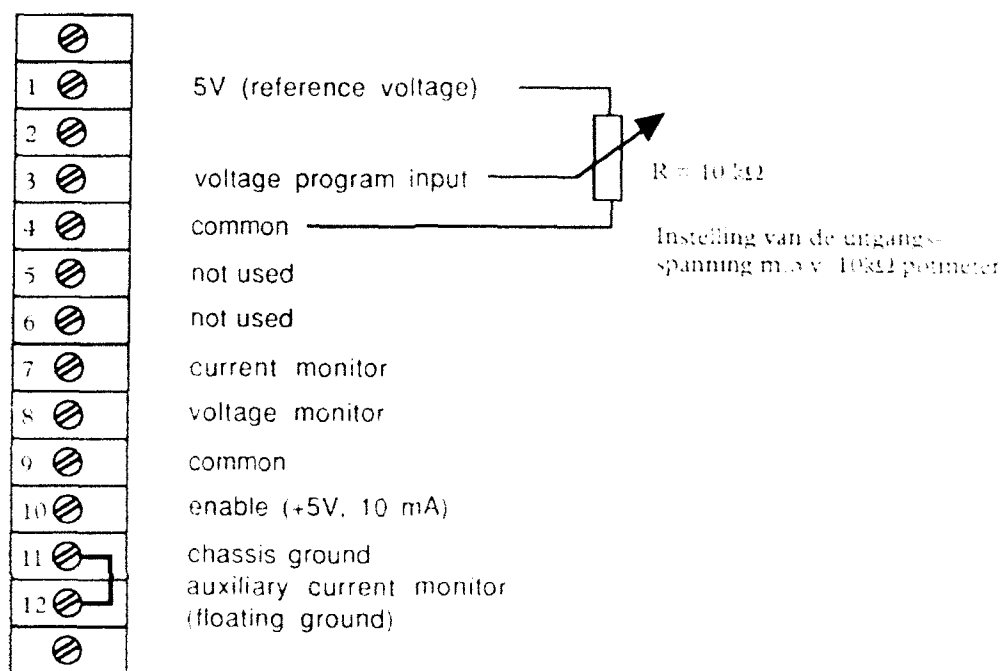 1 5V (reference voltage)
2
3 voltage program input R = 10 kΩ
4 common
Instelling van de uitgangs-
spanning m.b.v. 10kΩ potmeter
5 not used
6 not used
7 current monitor
8 voltage monitor
9 common
10 enable (+5V, 10 mA)
11 chassis ground
12 auxiliary current monitor
(floating ground)